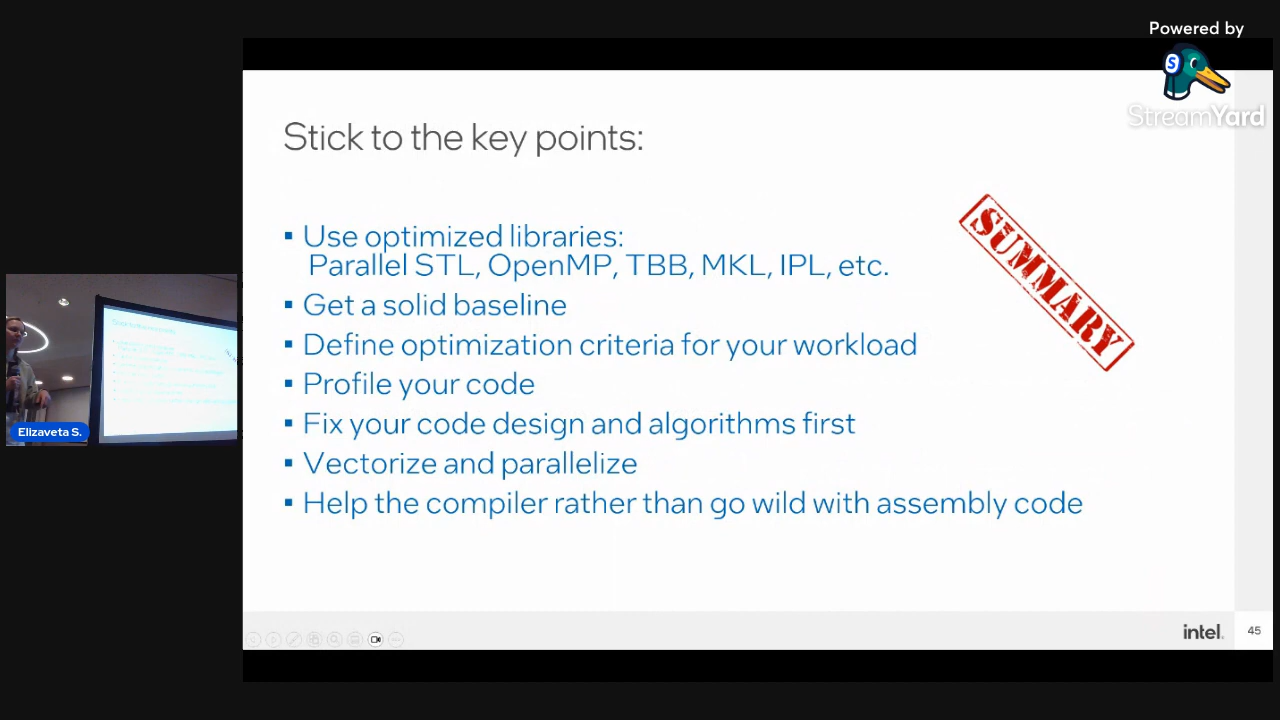 Powered by
StreamYard
Stick to the key points:
▪ Use optimized libraries:
Parallel STL, OpenMP, TBB, MKL, IPL, etc.
▪ Get a solid baseline
▪ Define optimization criteria for your workload
▪ Profile your code
▪ Fix your code design and algorithms first
▪ Vectorize and parallelize
▪ Help the compiler rather than go wild with assembly code
SUMMARY
Elizaveta S.
intel.
45